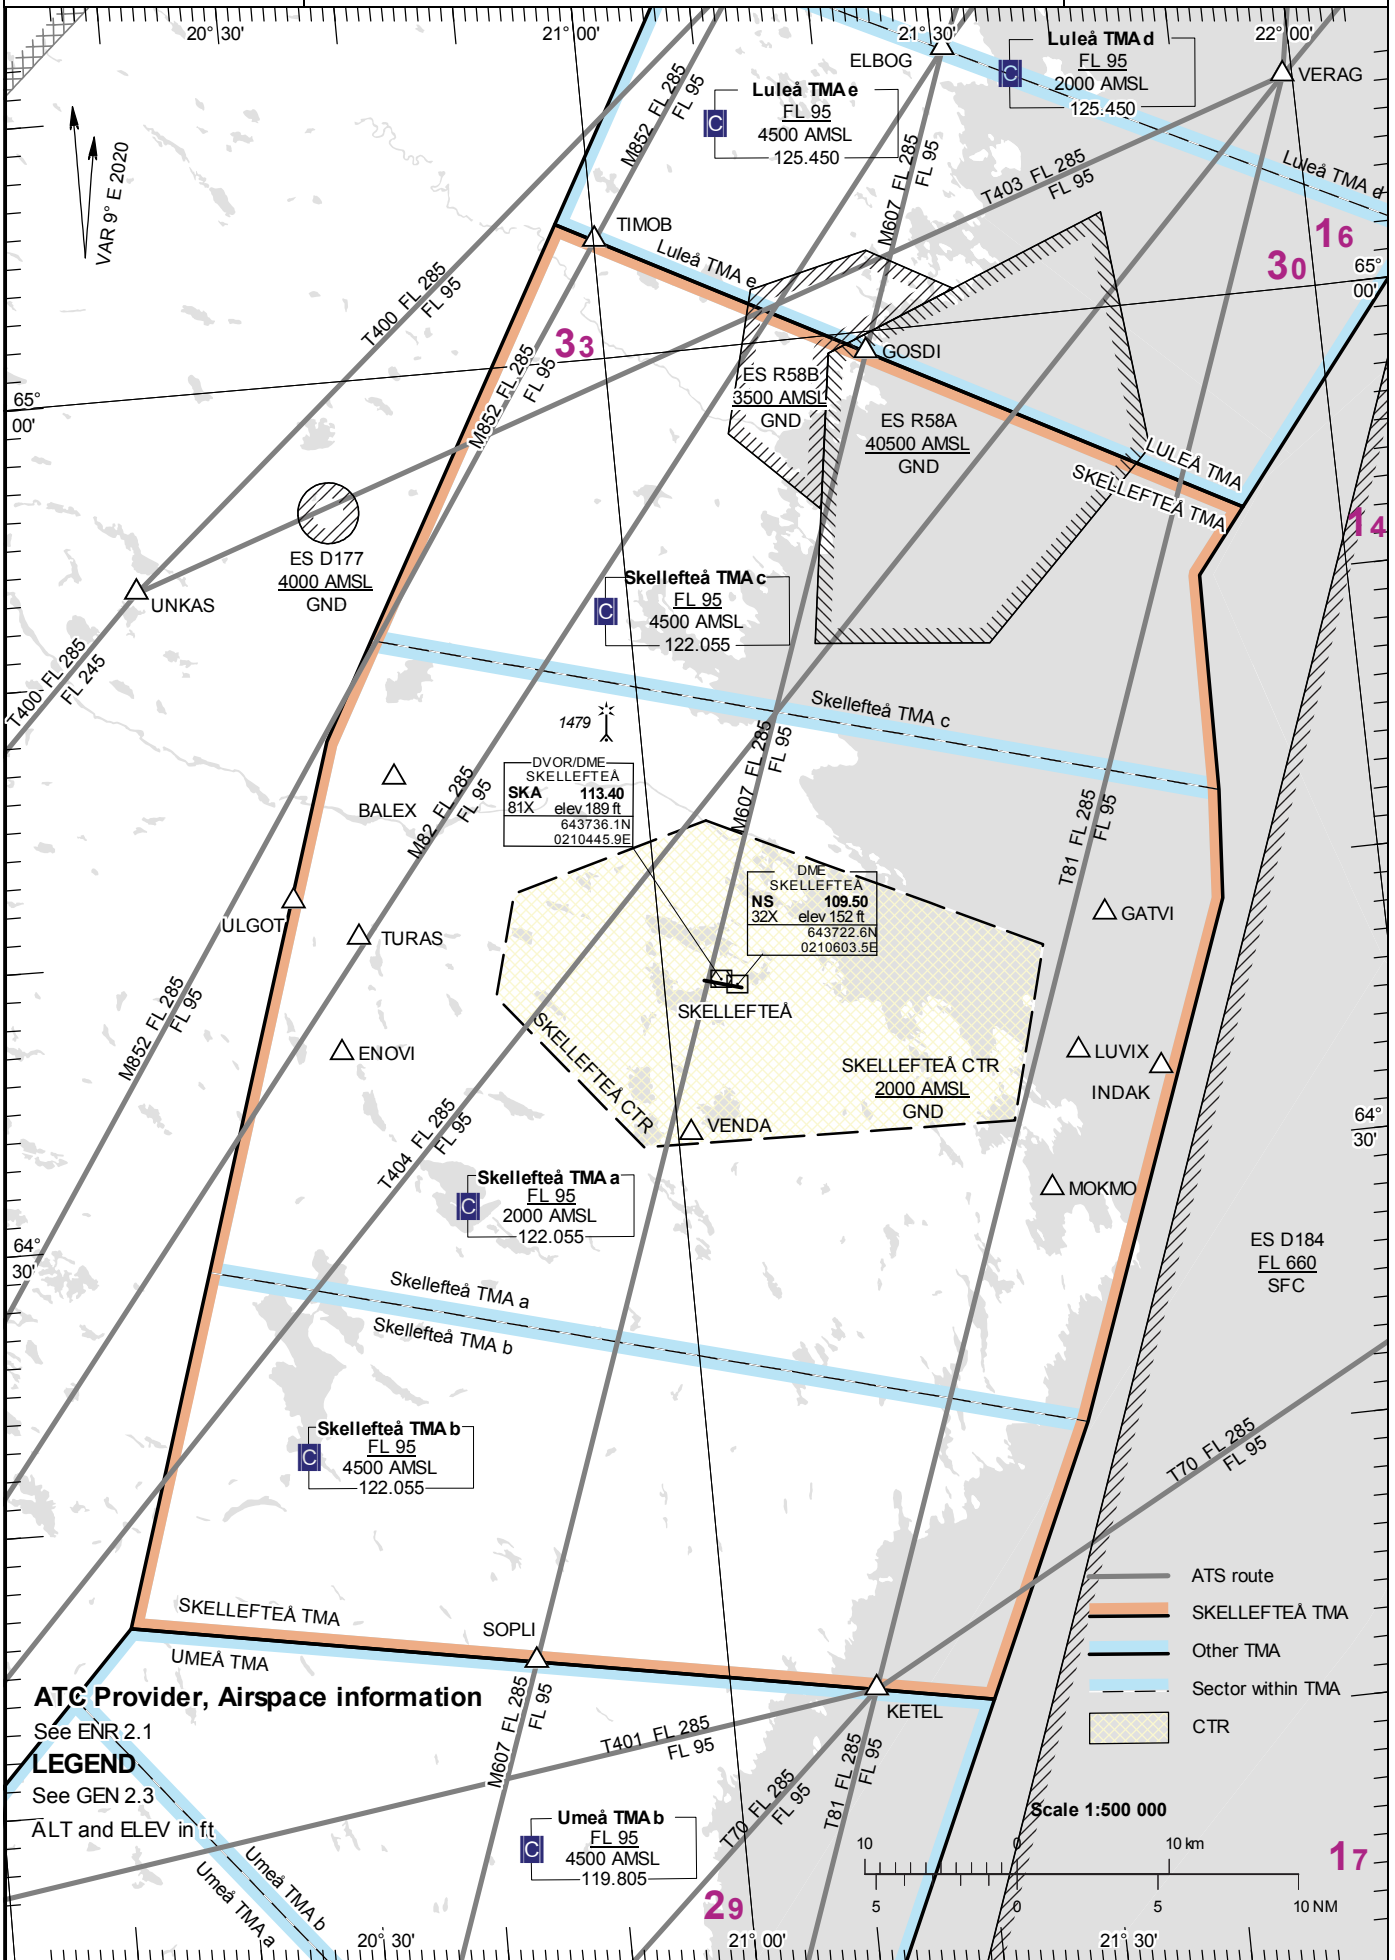 20° 30'
21° 00'
21° 30'
22° 00'
ELBOG
Luleå TMA d
FL 95
2000 AMSL
125.450
C
VERAG
Luleå TMA e
FL 95
4500 AMSL
125.450
C
M852 FL 285
FL 95
M607 FL 285
FL 95
T403 FL 285
FL 95
Luleå TMA d
VAR 9° E 2020
TIMOB
Luleå TMA e
16
30
65°
00'
T400 FL 285
FL 95
33
GOSDI
M852 FL 285
FL 95
ES R58B
3500 AMSL
GND
ES R58A
40500 AMSL
GND
65°
00'
LULEÅ TMA
SKELLEFTEÅ TMA
14
ES D177
4000 AMSL
GND
UNKAS
Skellefteå TMA c
FL 95
4500 AMSL
122.055
C
T400 FL 285
FL 245
Skellefteå TMA c
1479
DVOR/DME
SKELLEFTEÅ
SKA 113.40
81X elev 189 ft
643736.1N
0210445.9E
BALEX
M82 FL 285
FL 95
M607 FL 285
FL 95
T81 FL 285
FL 95
DME
SKELLEFTEÅ
NS 109.50
32X elev 152 ft
643722.6N
0210603.5E
GATVI
ULGOT
TURAS
SKELLEFTEÅ
M852 FL 285
FL 95
ENOVI
SKELLEFTEÅ CTR
SKELLEFTEÅ CTR
2000 AMSL
GND
LUVIX
INDAK
VENDA
64°
30'
T404 FL 285
FL 95
Skellefteå TMA a
FL 95
2000 AMSL
122.055
C
MOKMO
64°
30'
ES D184
FL 660
SFC
Skellefteå TMA a
Skellefteå TMA b
Skellefteå TMA b
FL 95
4500 AMSL
122.055
C
T70 FL 285
FL 95
ATS route
SKELLEFTEÅ TMA
Other TMA
Sector within TMA
CTR
SKELLEFTEÅ TMA
UMEÅ TMA
SOPLI
KETEL
ATC Provider, Airspace information
See ENR 2.1
LEGEND
See GEN 2.3
ALT and ELEV in ft
M607 FL 285
FL 95
T401 FL 285
FL 95
T70 FL 285
FL 95
T81 FL 285
FL 95
Umeå TMA b
FL 95
4500 AMSL
119.805
C
Scale 1:500 000
10 0 10 km
5 0 5 10 NM
17
29
Umeå TMA b
Umeå TMA a
20° 30'
21° 00'
21° 30'